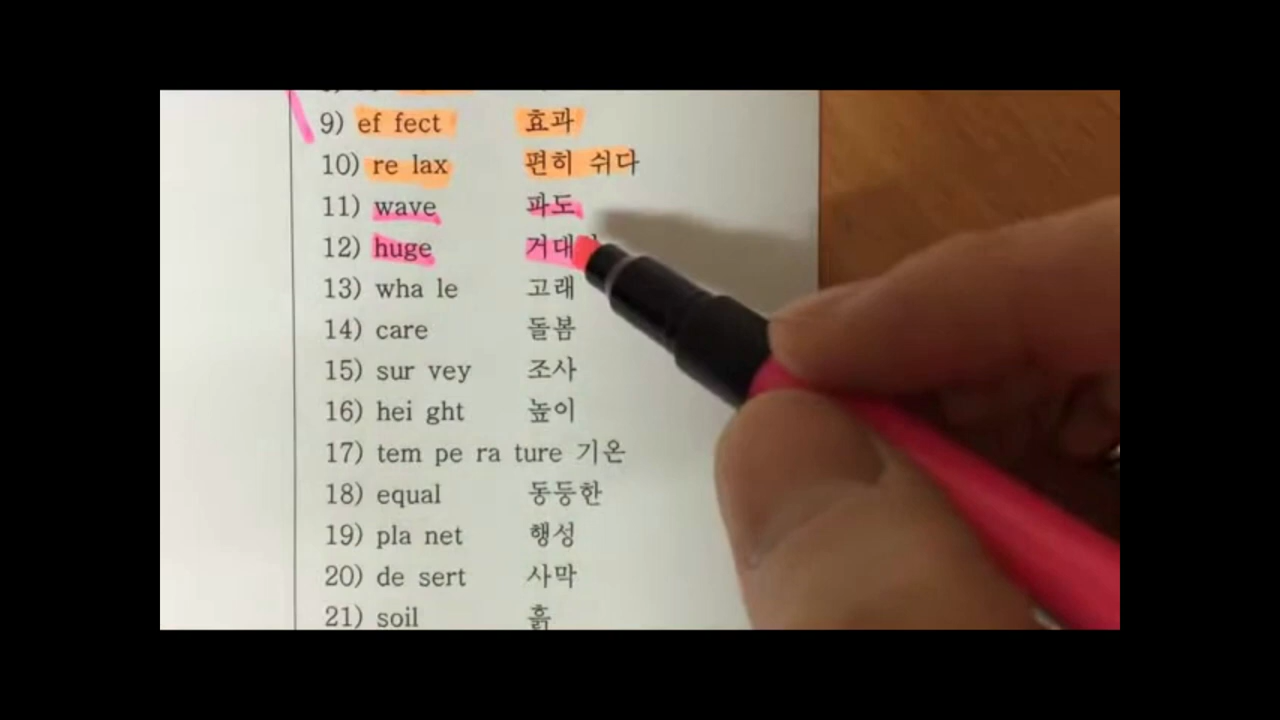 9) ef fect 효과
10) re lax 편히 쉬다
11) wave 파도
12) huge 거대
13) wha le 고래
14) care 돌봄
15) sur vey 조사
16) hei ght 높이
17) tem pe ra ture 기온
18) equal 동등한
19) pla net 행성
20) de sert 사막
21) soil 흙